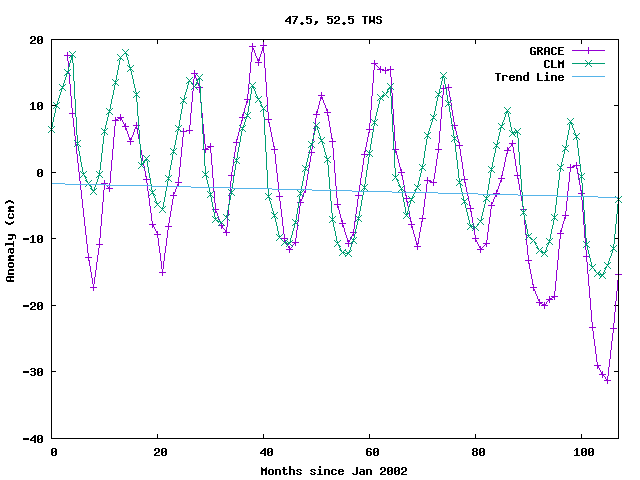 47.5, 52.5 TWS
GRACE
CLM
Trend Line
20
10
0
-10
-20
-30
-40
Anomaly (cm)
0 20 40 60 80 100
Months since Jan 2002